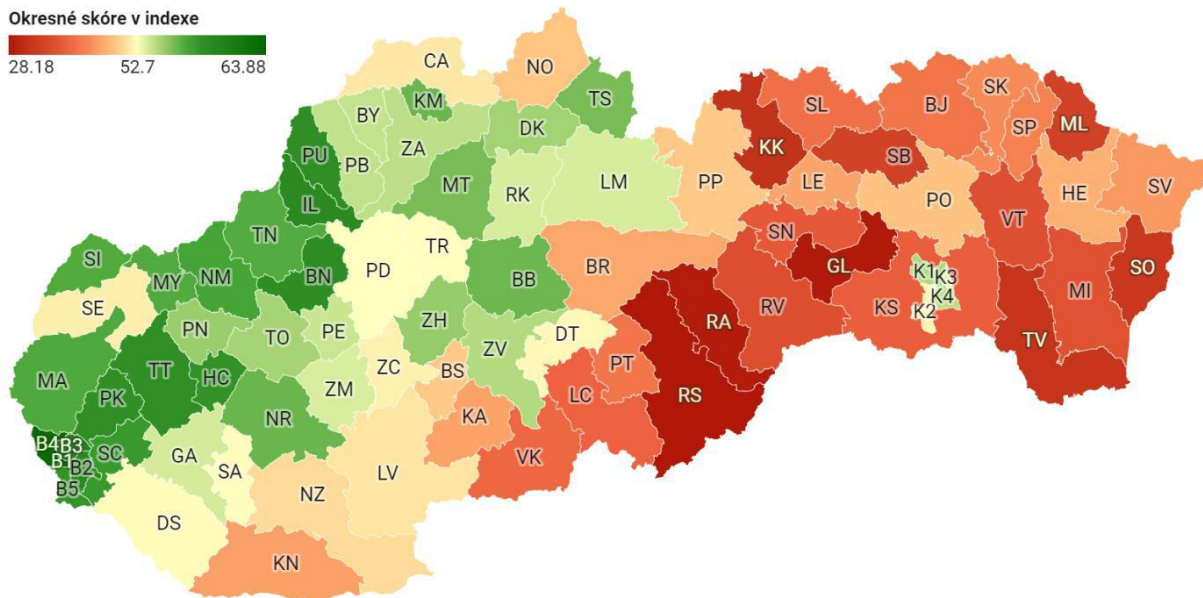 Okresné skóre v indexe
28.18 52.7 63.88
CA NO
KM TS
BY
PU PB ZA DK
IL MT RK LM
SL BJ SK
KK SP ML
SB
PP LE PO HE SV
VT
TN
SI MY NM BN PD TR BB BR
SN GL K1 K3
K4
K2
KS MI SO
SE PN TO PE ZH ZV DT
RA RV
TV
MA TT HC ZM ZC BS PT
PK NR KA LC RS
B4 B3
B1 B2
SC GA SA LV VK
B5
DS NZ
KN